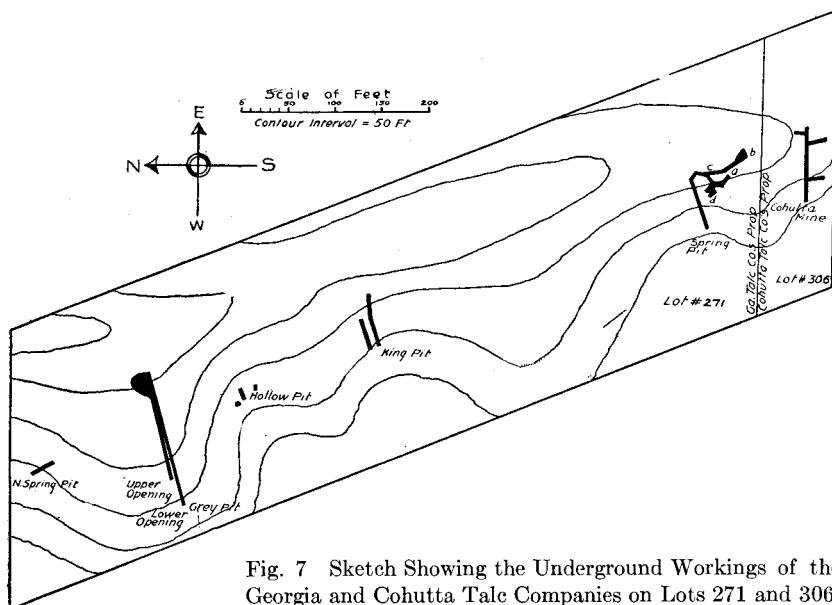 Scale of Feet
0 50 100 150 200
Contour Interval = 50 Ft
E
N S
W
b
c a
d
Cohutta
Mine
Spring
Pit
Ga. Talc Co's Prop
Cohutta Talc Co's Prop
Lot #306
Lot #271
King Pit
Hollow Pit
N. Spring Pit
Upper
Opening
Lower
Opening
Grey Pit
Fig. 7 Sketch Showing the Underground Workings of the
Georgia and Cohutta Talc Companies on Lots 271 and 306